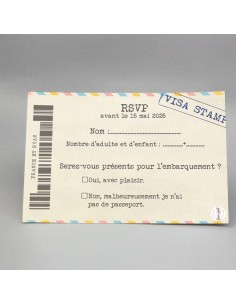 VISA STAMP
RSVP
avant le 15 mai 2025
Nom :
Nombre d'adulte et d'enfant : ........+........
Serez-vous présents pour l'embarquement ?
Oui, avec plaisir.
Non, malheureusement je n'ai
pas de passeport.